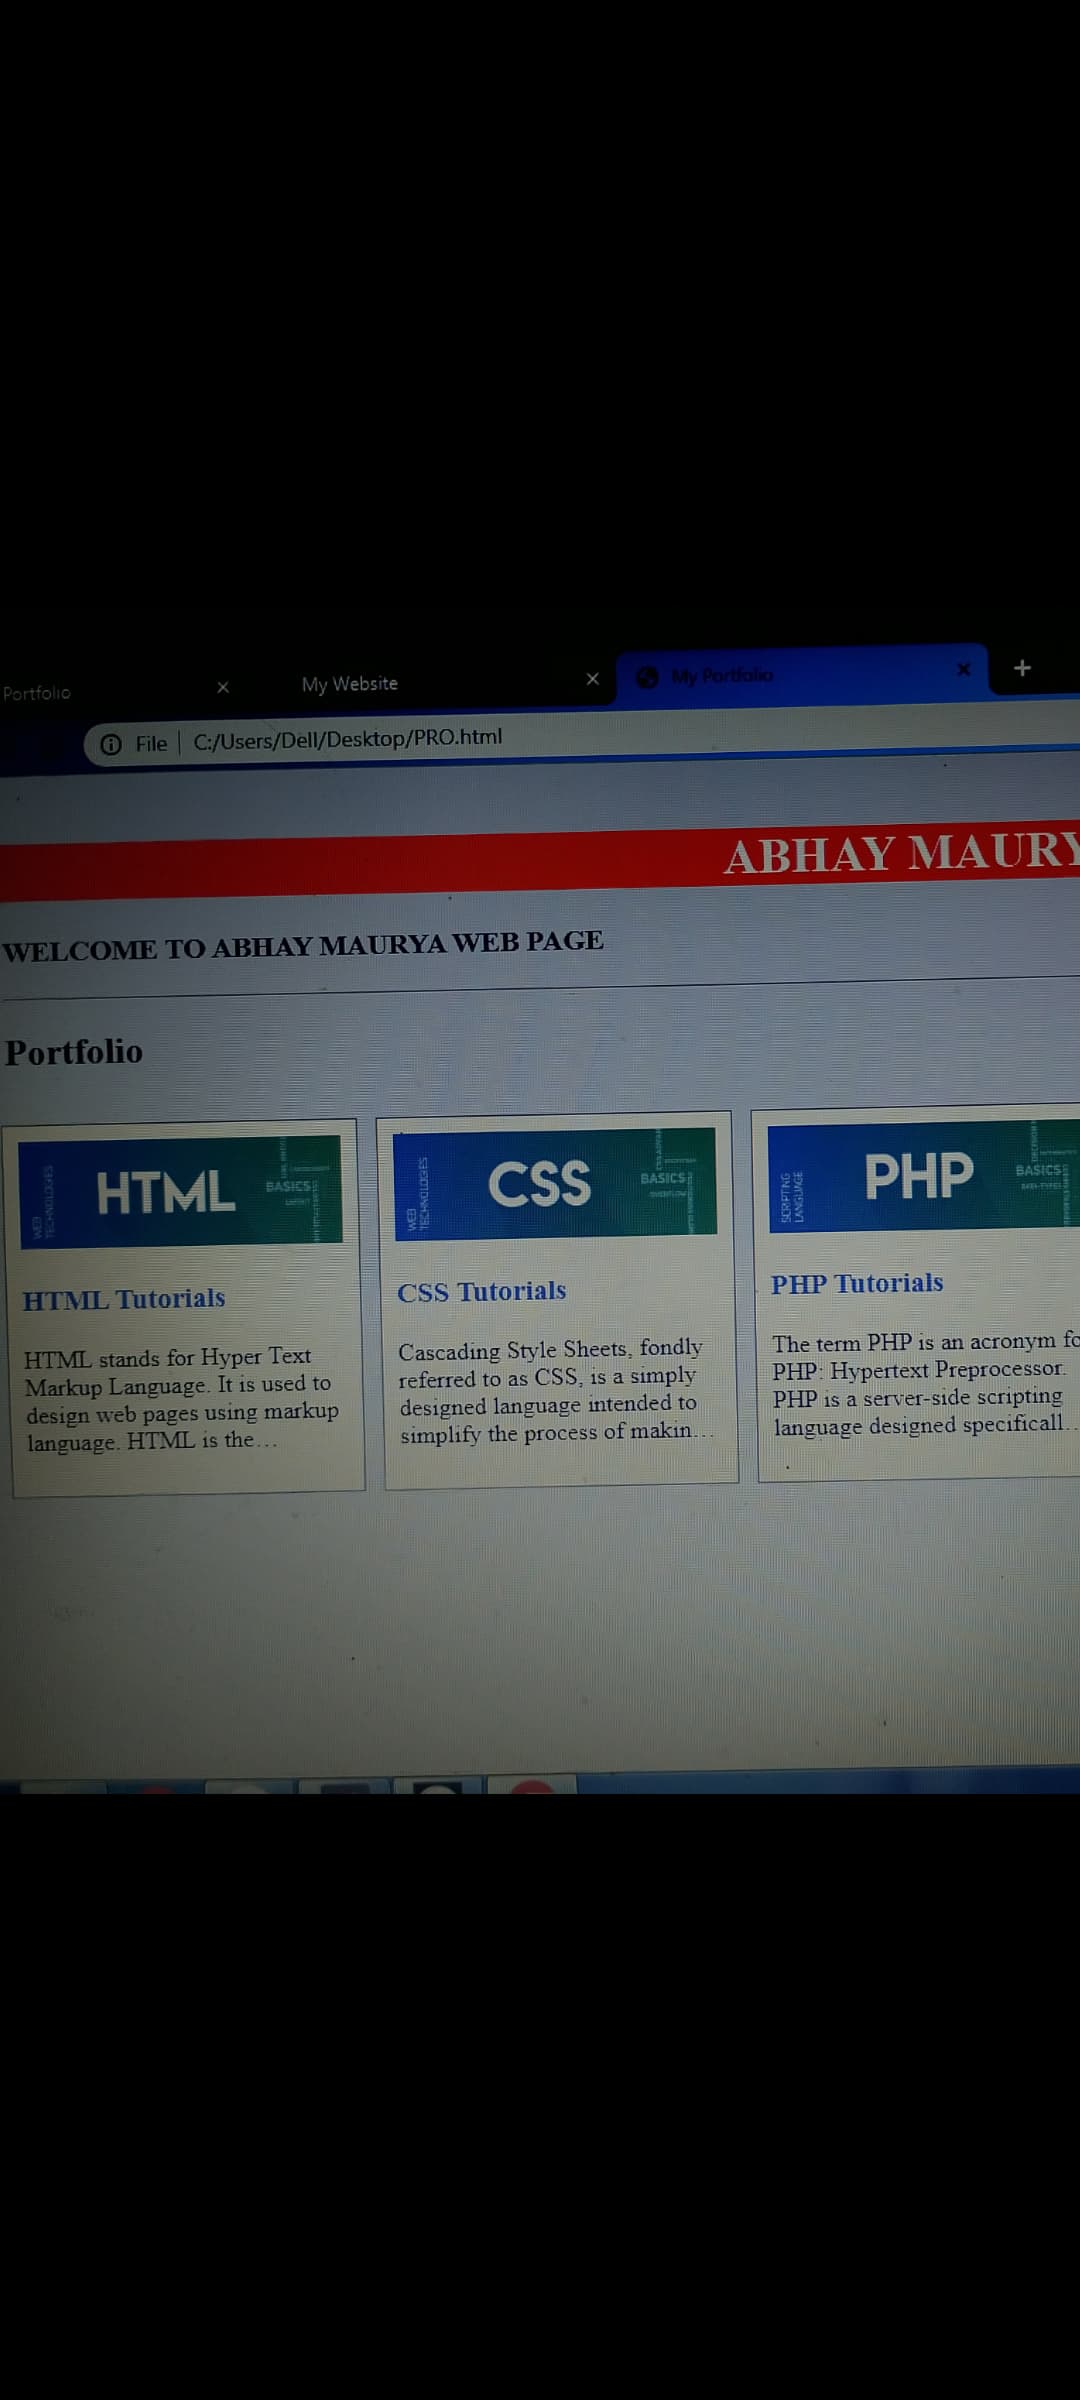 Portfolio
My Website
My Portfolio
File C:/Users/Dell/Desktop/PRO.html
ABHAY MAURY
WELCOME TO ABHAY MAURYA WEB PAGE
Portfolio
WEB TECHNOLOGIES
HTML
BASICS
HTML Tutorials
HTML stands for Hyper Text
Markup Language. It is used to
design web pages using markup
language. HTML is the...
WEB TECHNOLOGIES
CSS
BASICS
CSS Tutorials
Cascading Style Sheets, fondly
referred to as CSS, is a simply
designed language intended to
simplify the process of makin...
SCRIPTING LANGUAGE
PHP
BASICS
PHP Tutorials
The term PHP is an acronym fo
PHP: Hypertext Preprocessor.
PHP is a server-side scripting
language designed specificall...